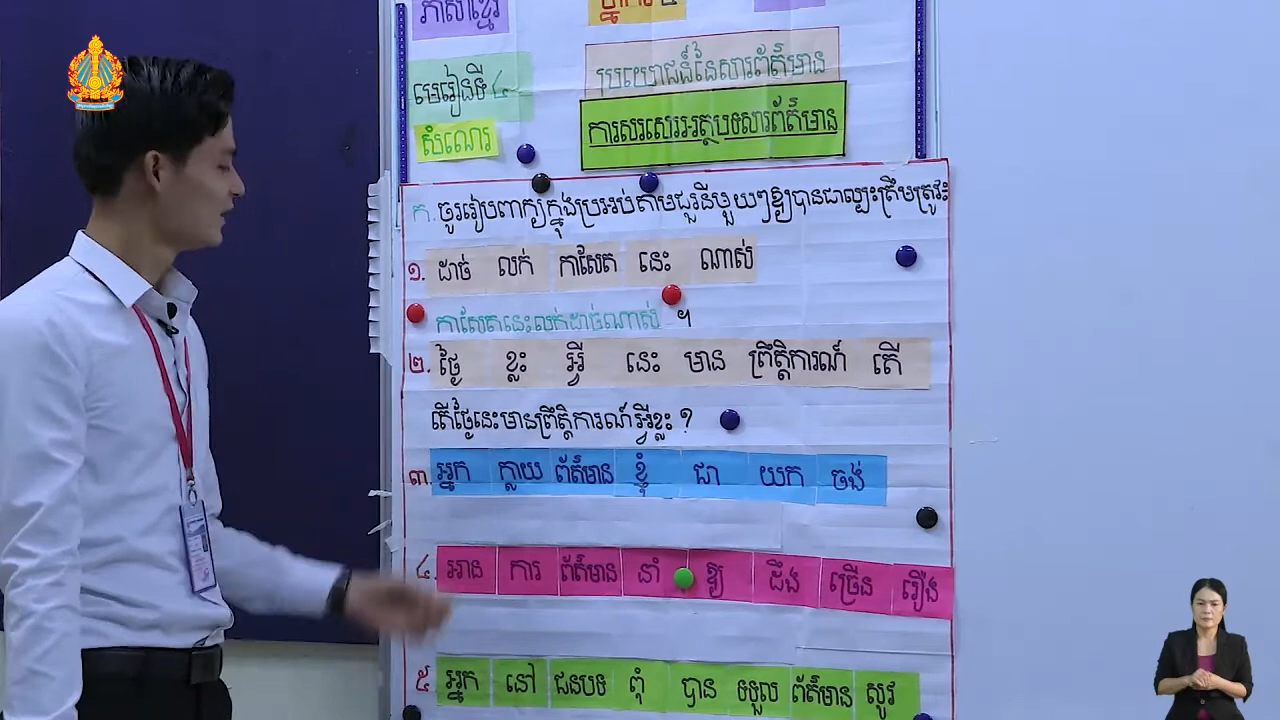 ភាសាខ្មែរ
មេរៀនទី ៤
ប្រយោជន៍នៃសារព័ត៌មាន
សំណេរ
ការសរសេរអត្ថបទសារព័ត៌មាន
ក. ចូររៀបពាក្យក្នុងប្រអប់តាមជួរនីមួយៗឱ្យបានជាល្បះត្រឹមត្រូវ៖
១. ដាច់ លក់ កាសែត នេះ ណាស់
កាសែតនេះលក់ដាច់ណាស់ ។
២. ថ្ងៃ ខ្លះ អ្វី នេះ មាន ព្រឹត្តិការណ៍ តើ
តើថ្ងៃនេះមានព្រឹត្តិការណ៍អ្វីខ្លះ ?
៣. អ្នក ក្លាយ ព័ត៌មាន ខ្ញុំ ជា យក ចង់
៤. អាន ការ ព័ត៌មាន នាំ ឱ្យ ដឹង ច្រើន រឿង
៥ អ្នក នៅ ជនបទ ពុំ បាន ទទួល ព័ត៌មាន សូវ